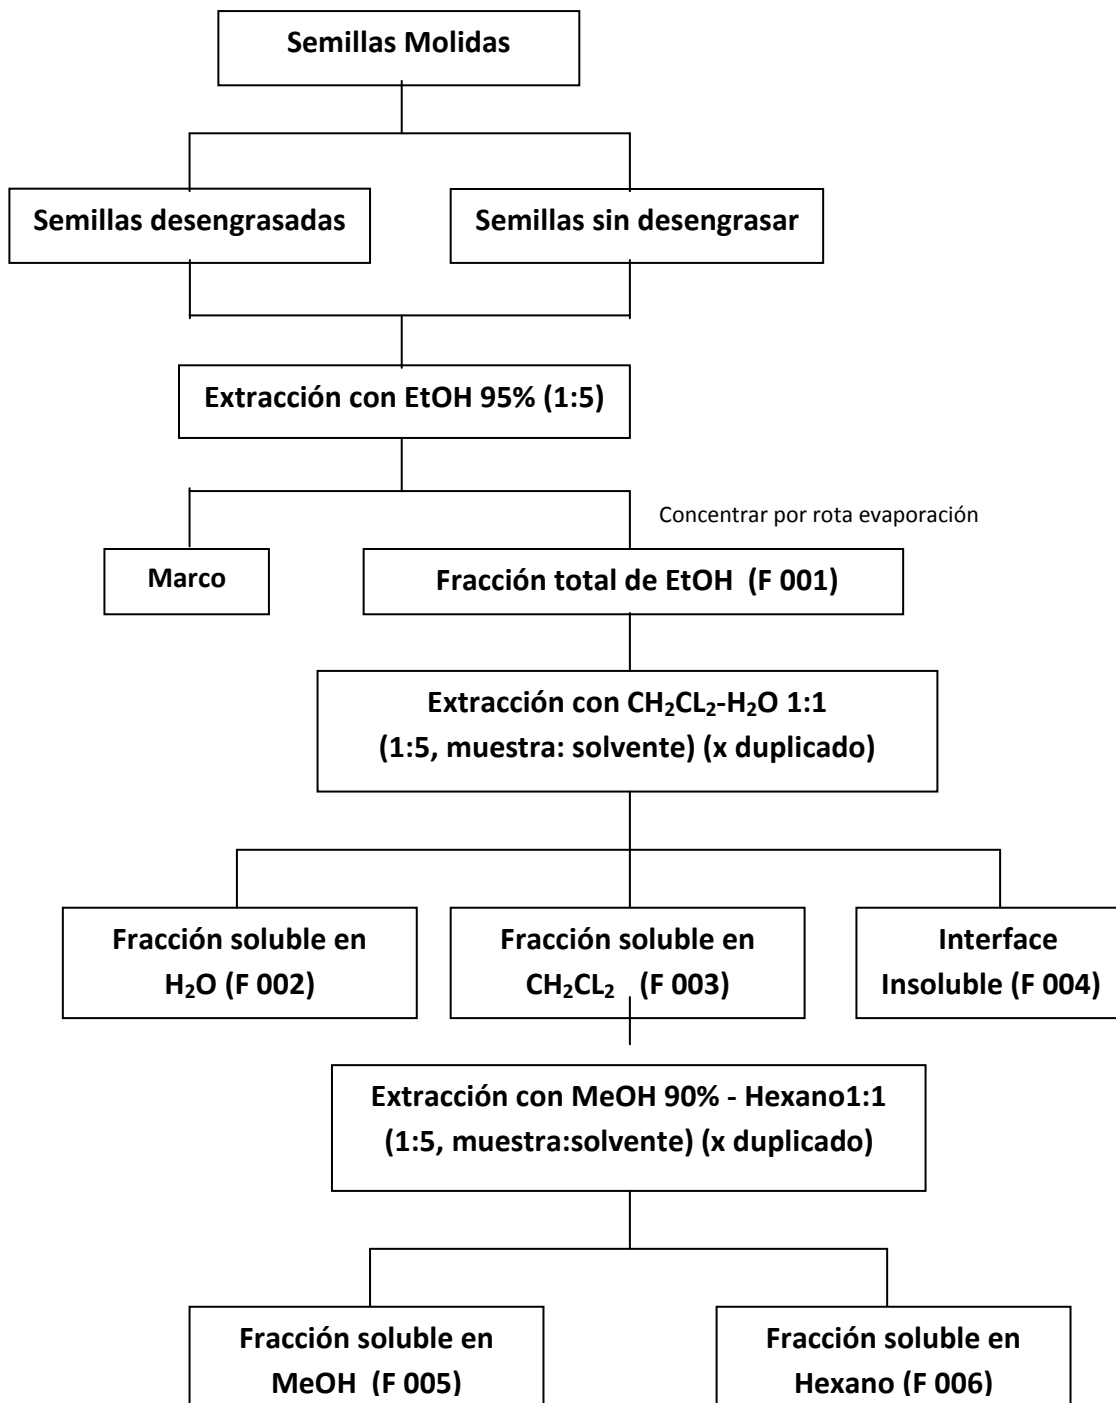 Semillas Molidas
Semillas desengrasadas
Semillas sin desengrasar
Extracción con EtOH 95% (1:5)
Concentrar por rota evaporación
Marco
Fracción total de EtOH (F 001)
Extracción con CH₂CL₂-H₂O 1:1
(1:5, muestra: solvente) (x duplicado)
Fracción soluble en
H₂O (F 002)
Fracción soluble en
CH₂CL₂ (F 003)
Interface
Insoluble (F 004)
Extracción con MeOH 90% - Hexano1:1
(1:5, muestra:solvente) (x duplicado)
Fracción soluble en
MeOH (F 005)
Fracción soluble en
Hexano (F 006)